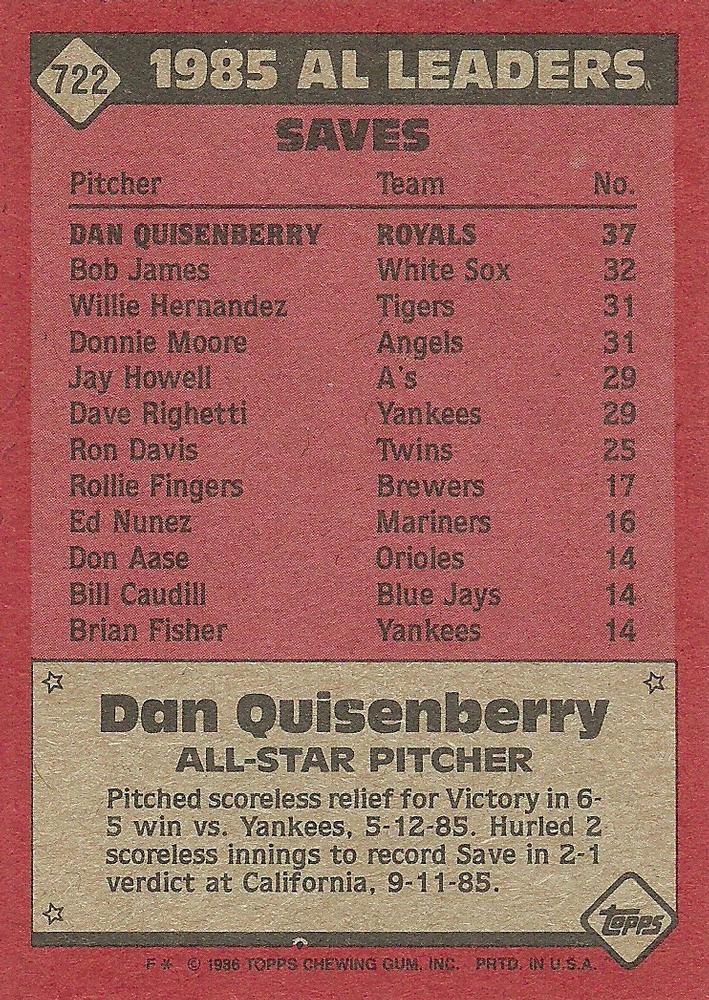 722 1985 AL LEADERS
SAVES
Pitcher Team No.
DAN QUISENBERRY ROYALS 37
Bob James White Sox 32
Willie Hernandez Tigers 31
Donnie Moore Angels 31
Jay Howell A's 29
Dave Righetti Yankees 29
Ron Davis Twins 25
Rollie Fingers Brewers 17
Ed Nunez Mariners 16
Don Aase Orioles 14
Bill Caudill Blue Jays 14
Brian Fisher Yankees 14
Dan Quisenberry
ALL-STAR PITCHER
Pitched scoreless relief for Victory in 6-
5 win vs. Yankees, 5-12-85. Hurled 2
scoreless innings to record Save in 2-1
verdict at California, 9-11-85.
Topps
F * © 1986 TOPPS CHEWING GUM, INC. PRTD. IN U.S.A.